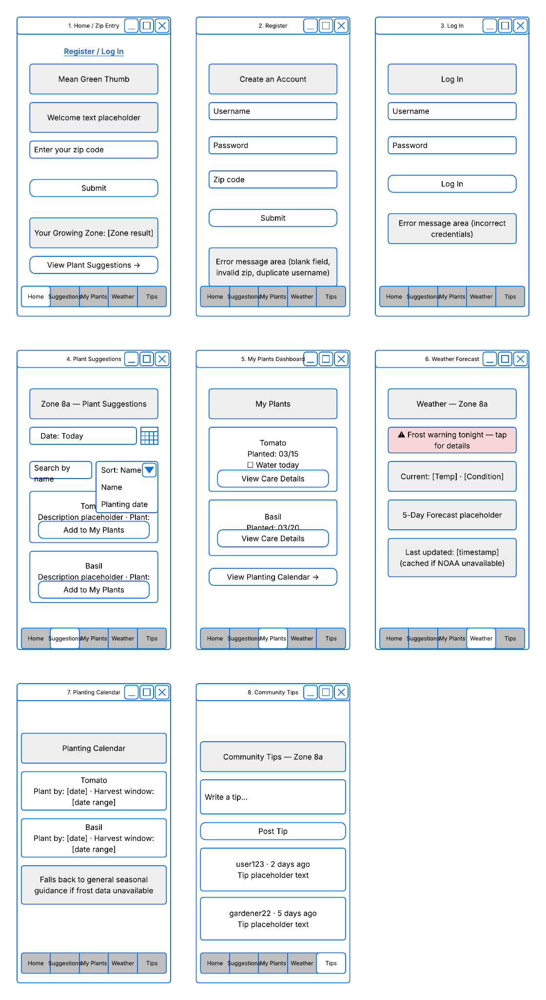 1. Home / Zip Entry
Register / Log In
Mean Green Thumb
Welcome text placeholder
Enter your zip code
Submit
Your Growing Zone: [Zone result]
View Plant Suggestions →
Home Suggestions My Plants Weather Tips
2. Register
Create an Account
Username
Password
Zip code
Submit
Error message area (blank field,
invalid zip, duplicate username)
Home Suggestions My Plants Weather Tips
3. Log In
Log In
Username
Password
Log In
Error message area (incorrect
credentials)
Home Suggestions My Plants Weather Tips
4. Plant Suggestions
Zone 8a — Plant Suggestions
Date: Today
Search by
name
Sort: Name
Name
Planting date
Tom
Description placeholder · Plant:
Add to My Plants
Basil
Description placeholder · Plant:
Add to My Plants
Home Suggestions My Plants Weather Tips
5. My Plants Dashboard
My Plants
Tomato
Planted: 03/15
☐ Water today
View Care Details
Basil
Planted: 03/20
View Care Details
View Planting Calendar →
Home Suggestions My Plants Weather Tips
6. Weather Forecast
Weather — Zone 8a
⚠ Frost warning tonight — tap
for details
Current: [Temp] · [Condition]
5-Day Forecast placeholder
Last updated: [timestamp]
(cached if NOAA unavailable)
Home Suggestions My Plants Weather Tips
7. Planting Calendar
Planting Calendar
Tomato
Plant by: [date] · Harvest window:
[date range]
Basil
Plant by: [date] · Harvest window:
[date range]
Falls back to general seasonal
guidance if frost data unavailable
Home Suggestions My Plants Weather Tips
8. Community Tips
Community Tips — Zone 8a
Write a tip...
Post Tip
user123 · 2 days ago
Tip placeholder text
gardener22 · 5 days ago
Tip placeholder text
Home Suggestions My Plants Weather Tips